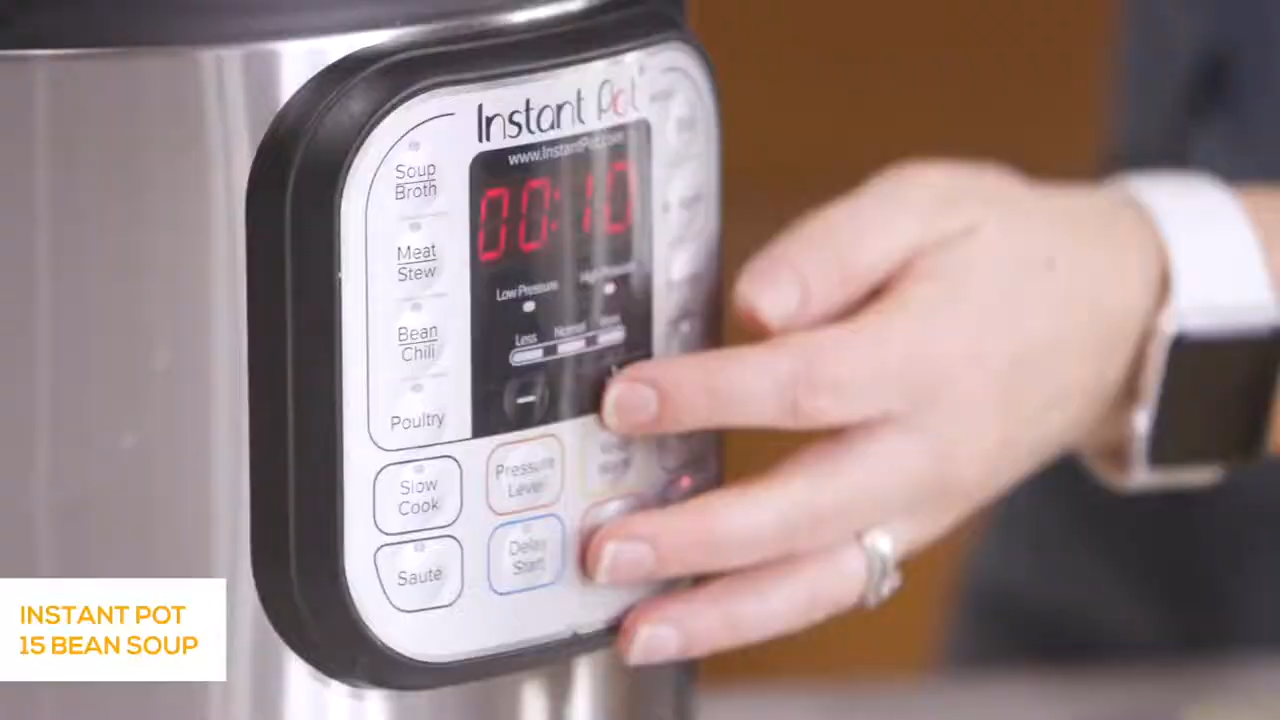 Instant Pot
www.InstantPot.com
00:10
Soup
Broth
Meat
Stew
Bean
Chili
Poultry
Low Pressure
High Pressure
Less
Normal
More
Slow
Cook
Pressure
Level
Saute
Delay
Start
INSTANT POT
15 BEAN SOUP